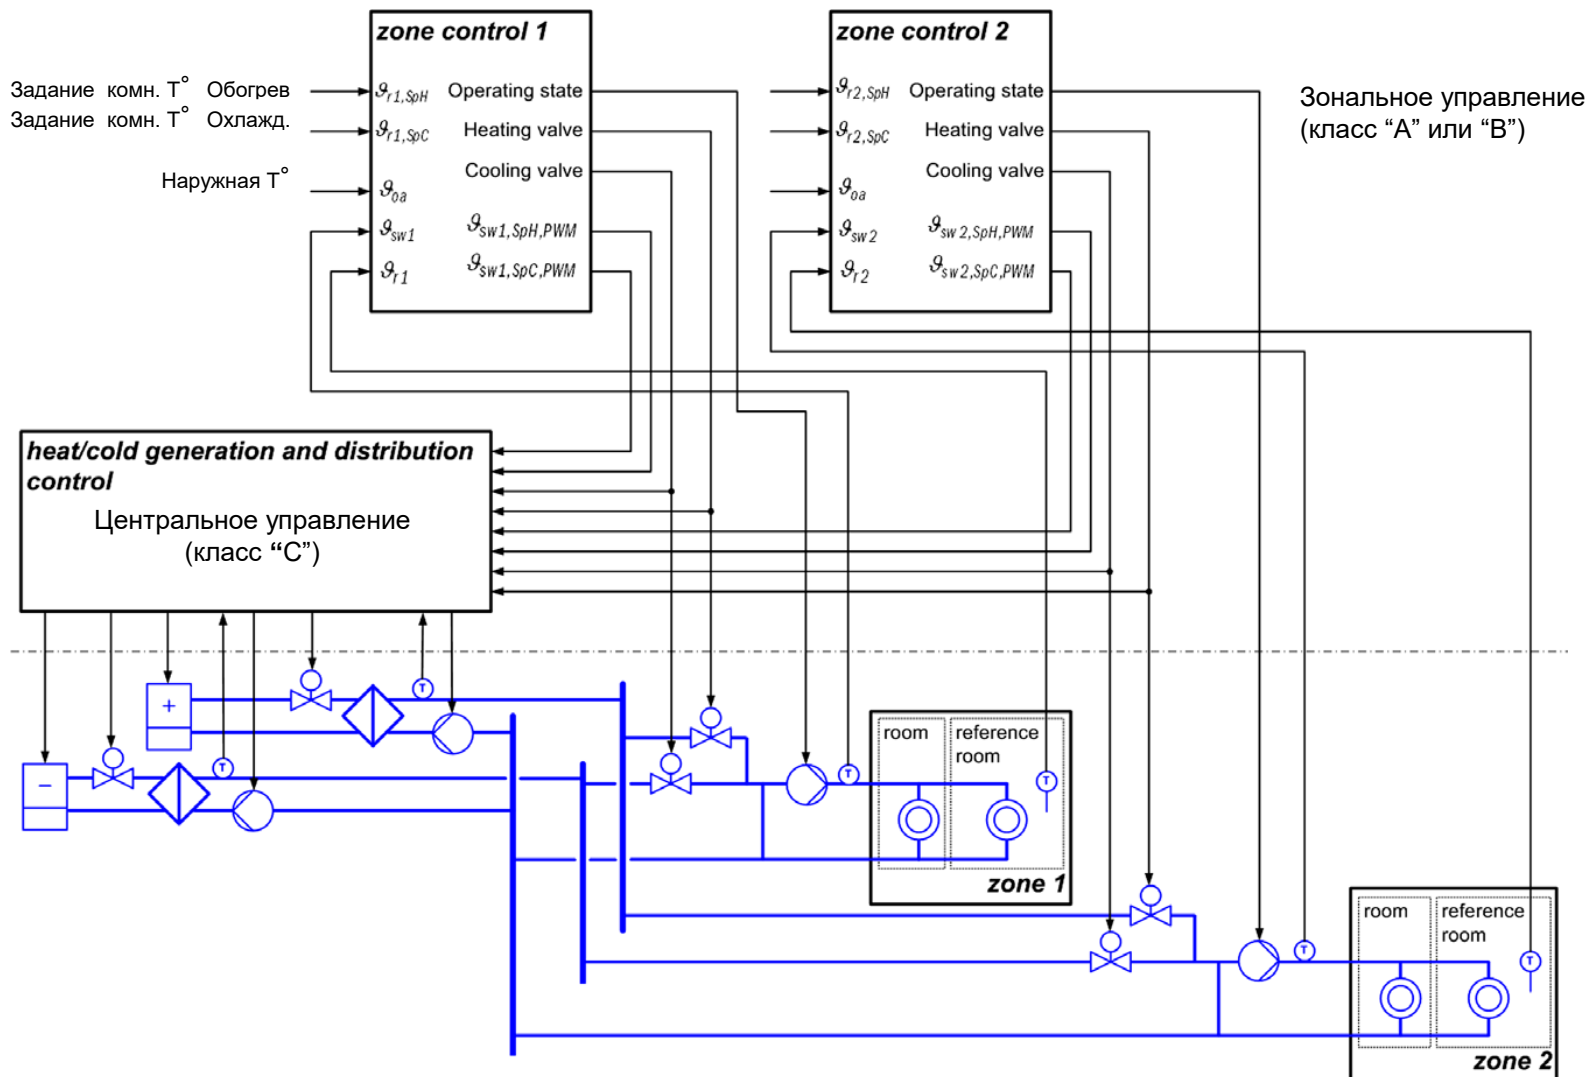 zone control 1
Задание комн. T° Обогрев
Задание комн. T° Охлажд.
Наружная T°
ϑr1,SpH
ϑr1,SpC
ϑoa
ϑsw1
ϑr1
Operating state
Heating valve
Cooling valve
ϑsw1,SpH,PWM
ϑsw1,SpC,PWM
zone control 2
ϑr2,SpH
ϑr2,SpC
ϑoa
ϑsw2
ϑr2
Operating state
Heating valve
Cooling valve
ϑsw2,SpH,PWM
ϑsw2,SpC,PWM
Зональное управление
(класс “А” или “В”)
heat/cold generation and distribution
control
Центральное управление
(класс “С”)
+
−
T
T
T
room
reference
room
T
zone 1
T
room
reference
room
T
zone 2